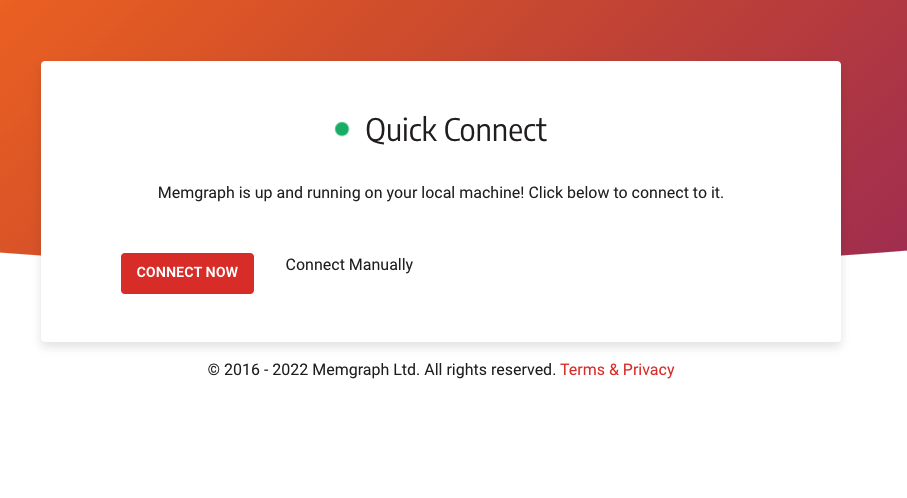 Quick Connect
Memgraph is up and running on your local machine! Click below to connect to it.
CONNECT NOW
Connect Manually
© 2016 - 2022 Memgraph Ltd. All rights reserved. Terms & Privacy